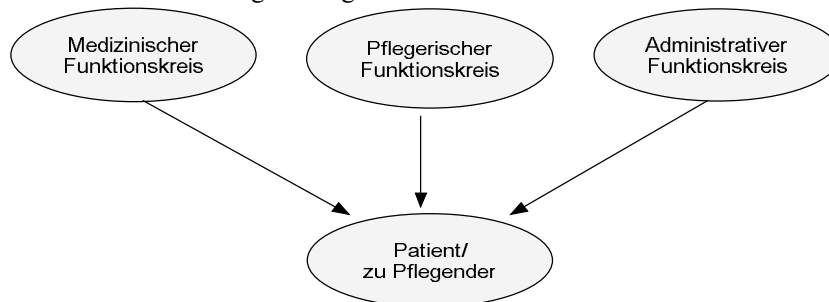 Medizinischer
Funktionskreis
Pflegerischer
Funktionskreis
Administrativer
Funktionskreis
Patient/
zu Pflegender